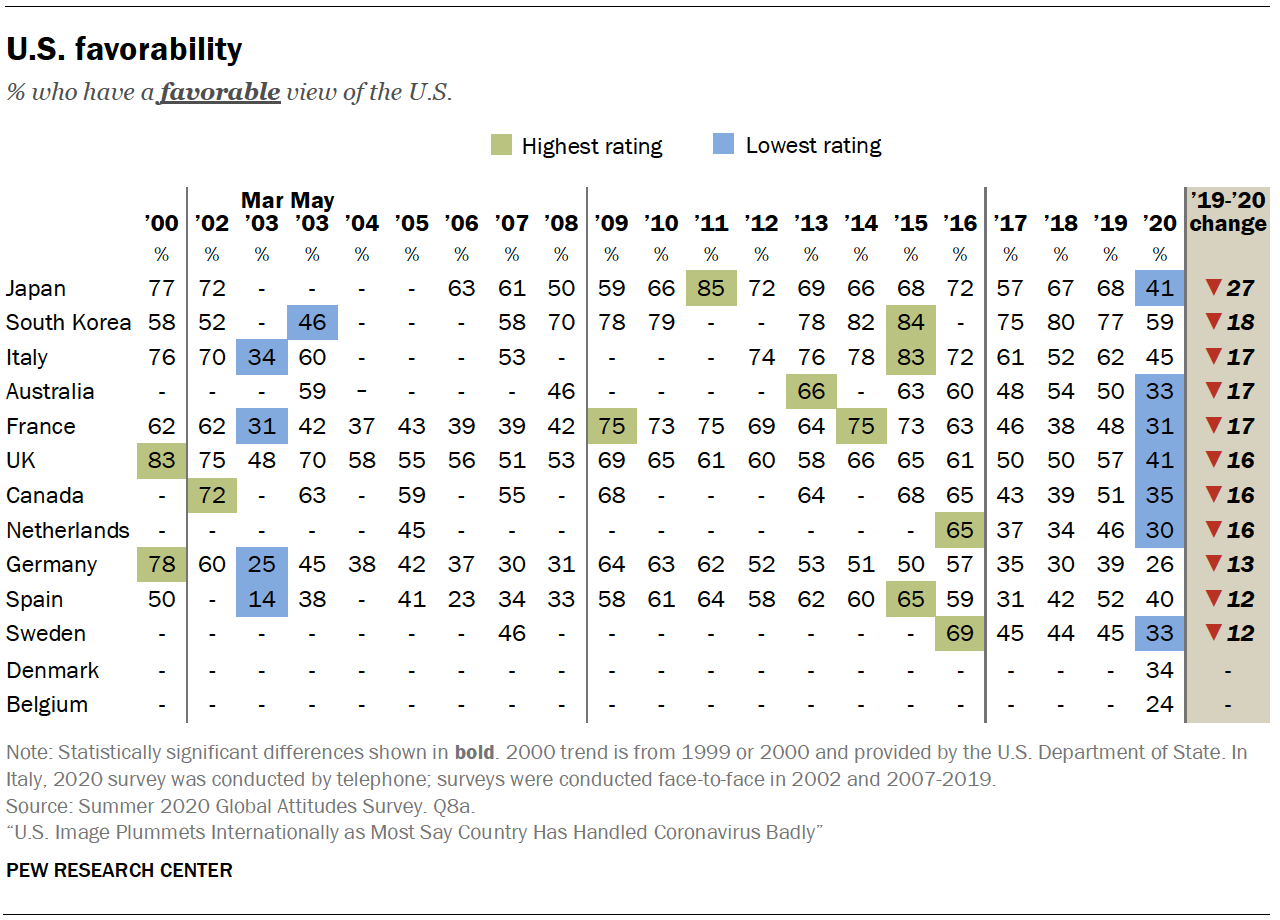 U.S. favorability
% who have a favorable view of the U.S.
Highest rating Lowest rating
Mar May ’19-’20
’00 ’02 ’03 ’03 ’04 ’05 ’06 ’07 ’08 ’09 ’10 ’11 ’12 ’13 ’14 ’15 ’16 ’17 ’18 ’19 ’20 change
% % % % % % % % % % % % % % % % % % % % %
Japan 77 72 - - - - 63 61 50 59 66 85 72 69 66 68 72 57 67 68 41 ▼27
South Korea 58 52 - 46 - - - 58 70 78 79 - - 78 82 84 - 75 80 77 59 ▼18
Italy 76 70 34 60 - - - 53 - - - - 74 76 78 83 72 61 52 62 45 ▼17
Australia - - - 59 - - - - 46 - - - - 66 - 63 60 48 54 50 33 ▼17
France 62 62 31 42 37 43 39 39 42 75 73 75 69 64 75 73 63 46 38 48 31 ▼17
UK 83 75 48 70 58 55 56 51 53 69 65 61 60 58 66 65 61 50 50 57 41 ▼16
Canada - 72 - 63 - 59 - 55 - 68 - - - 64 - 68 65 43 39 51 35 ▼16
Netherlands - - - - - 45 - - - - - - - - - - 65 37 34 46 30 ▼16
Germany 78 60 25 45 38 42 37 30 31 64 63 62 52 53 51 50 57 35 30 39 26 ▼13
Spain 50 - 14 38 - 41 23 34 33 58 61 64 58 62 60 65 59 31 42 52 40 ▼12
Sweden - - - - - - - 46 - - - - - - - - 69 45 44 45 33 ▼12
Denmark - - - - - - - - - - - - - - - - - - - - 34 -
Belgium - - - - - - - - - - - - - - - - - - - - 24 -
Note: Statistically significant differences shown in bold. 2000 trend is from 1999 or 2000 and provided by the U.S. Department of State. In
Italy, 2020 survey was conducted by telephone; surveys were conducted face-to-face in 2002 and 2007-2019.
Source: Summer 2020 Global Attitudes Survey. Q8a.
“U.S. Image Plummets Internationally as Most Say Country Has Handled Coronavirus Badly”
PEW RESEARCH CENTER